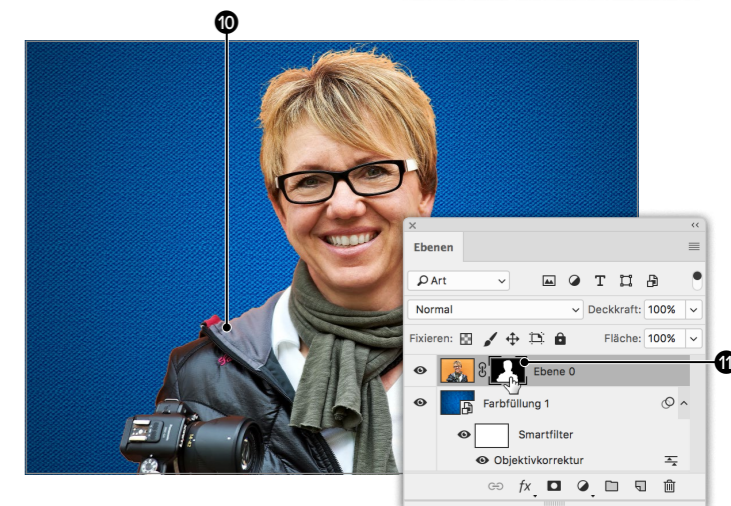 10
Ebenen
Art
Normal
Deckkraft: 100%
Fixieren:
Fläche: 100%
Ebene 0
11
Farbfüllung 1
Smartfilter
Objektivkorrektur
fx